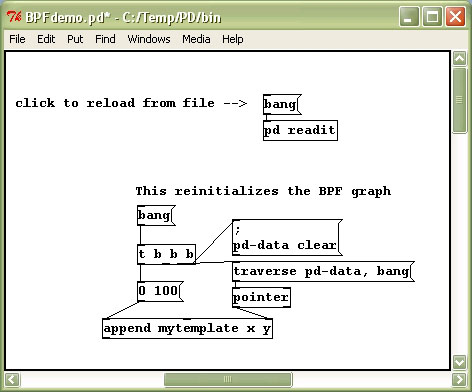 BPFdemo.pd* - C:/Temp/PD/bin
File Edit Put Find Windows Media Help
bang
click to reload from file -->
pd readit
This reinitializes the BPF graph
bang
;
pd-data clear
t b b b
traverse pd-data, bang
0 100
pointer
append mytemplate x y